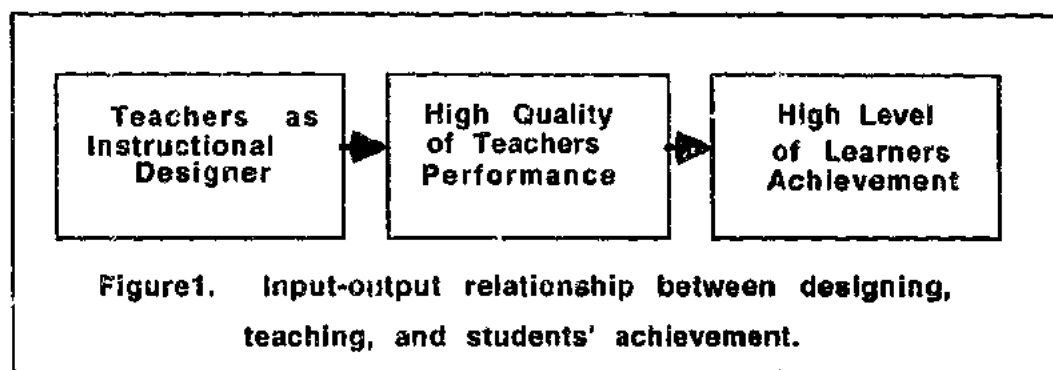 Teachers as
Instructional
Designer
High Quality
of Teachers
Performance
High Level
of Learners
Achievement
Figure1. Input-output relationship between designing,
teaching, and students' achievement.